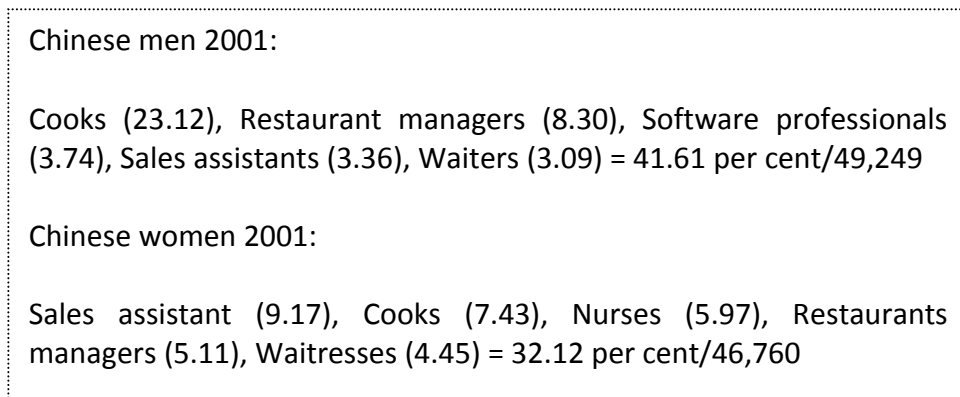 Chinese men 2001:
Cooks (23.12), Restaurant managers (8.30), Software professionals
(3.74), Sales assistants (3.36), Waiters (3.09) = 41.61 per cent/49,249
Chinese women 2001:
Sales assistant (9.17), Cooks (7.43), Nurses (5.97), Restaurants
managers (5.11), Waitresses (4.45) = 32.12 per cent/46,760